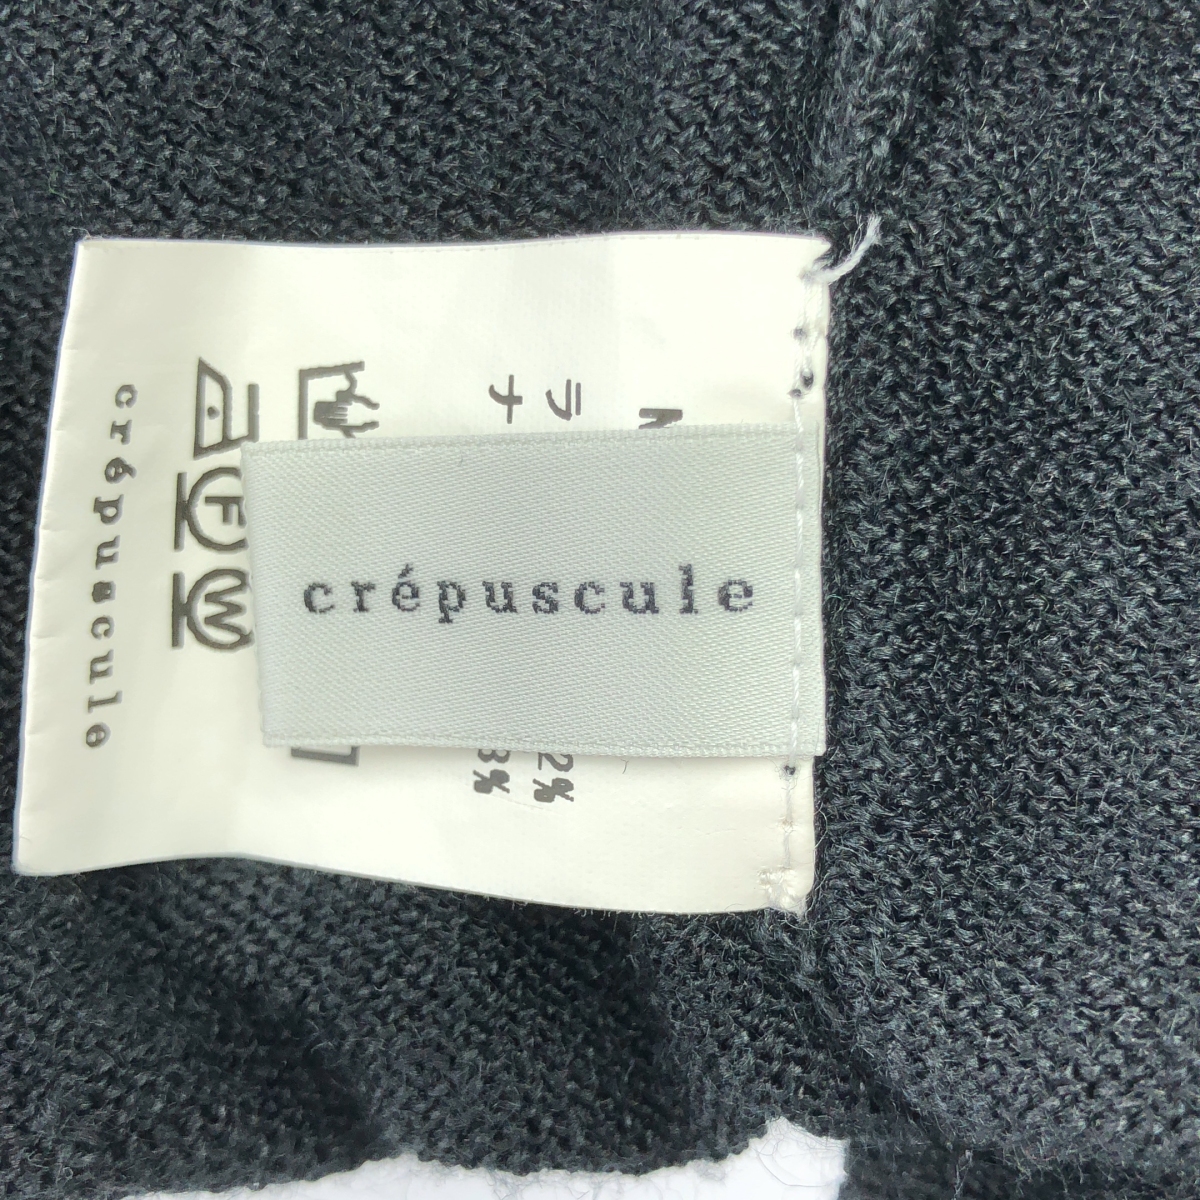 crépuscule
ラ 2%
ナ 3%
F
W
crépuscule